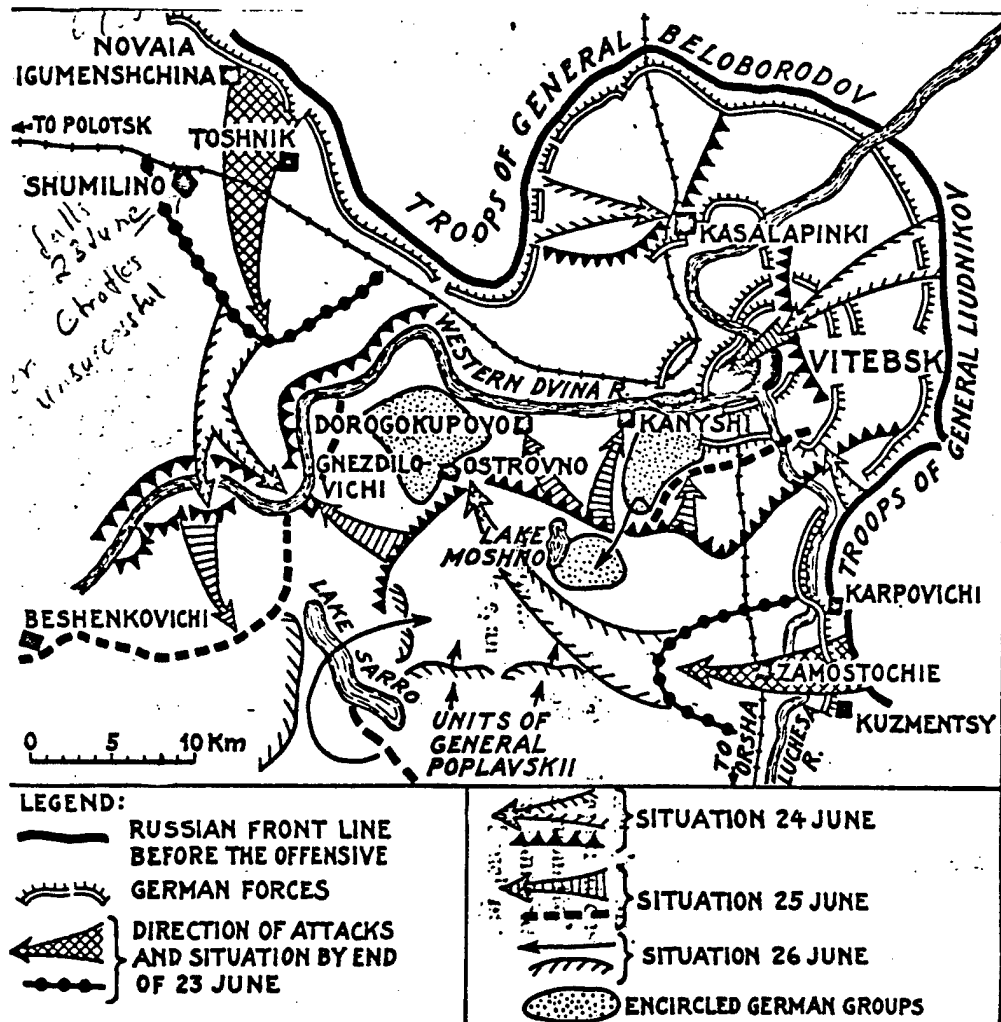 NOVAIA
IGUMENSHCHINA
TROOPS OF GENERAL BELOBORODOV
←TO POLOTSK
TOSHNIK
SHUMILINO
falls
23 June
unsuccessful
KASALAPINKI
TROOPS OF GENERAL LIUDNIKOV
WESTERN DVINA R.
VITEBSK
DOROGOKUPOVO
KANYSHI
GNEZDILO-
VICHI
OSTROVNO
LAKE
MOSHNO
BESHENKOVICHI
LAKE
SARRO
KARPOVICHI
ZAMOSTOCHIE
KUZMENTSY
UNITS OF
GENERAL
POPLAVSKII
TO
ORSHA
LUCHESA
R.
0 5 10 Km
LEGEND:
RUSSIAN FRONT LINE
BEFORE THE OFFENSIVE
GERMAN FORCES
DIRECTION OF ATTACKS
AND SITUATION BY END
OF 23 JUNE
SITUATION 24 JUNE
SITUATION 25 JUNE
SITUATION 26 JUNE
ENCIRCLED GERMAN GROUPS